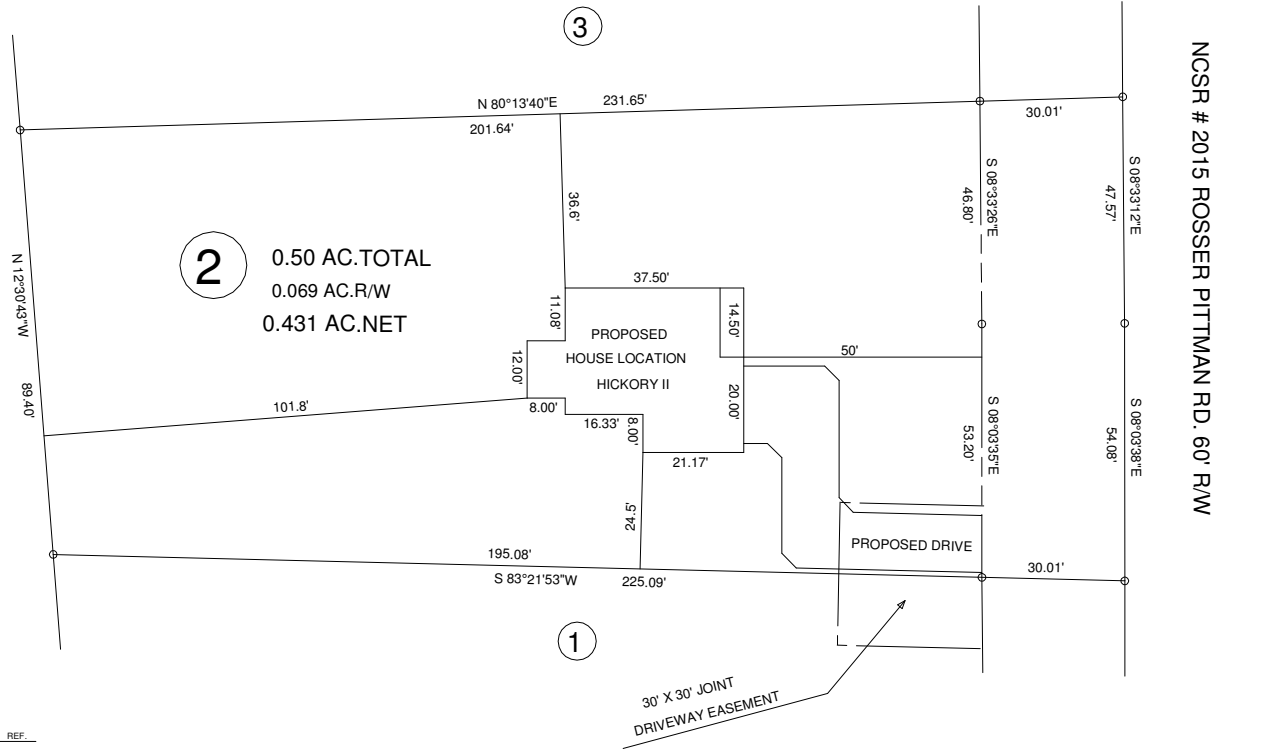 3
N 80°13'40"E
231.65'
201.64'
30.01'
NCSR # 2015 ROSSER PITTMAN RD. 60' R/W
S 08°33'26"E
46.80'
S 08°33'12"E
47.57'
36.6'
2
0.50 AC.TOTAL
0.069 AC.R/W
0.431 AC.NET
N 12°30'43"W
89.40'
37.50'
11.08'
14.50'
PROPOSED
HOUSE LOCATION
HICKORY II
50'
12.00'
20.00'
101.8'
8.00'
16.33'
8.00'
21.17'
S 08°03'35"E
53.20'
S 08°03'38"E
54.08'
24.5'
PROPOSED DRIVE
195.08'
S 83°21'53"W
225.09'
30.01'
1
30' X 30' JOINT
DRIVEWAY EASEMENT
REF.